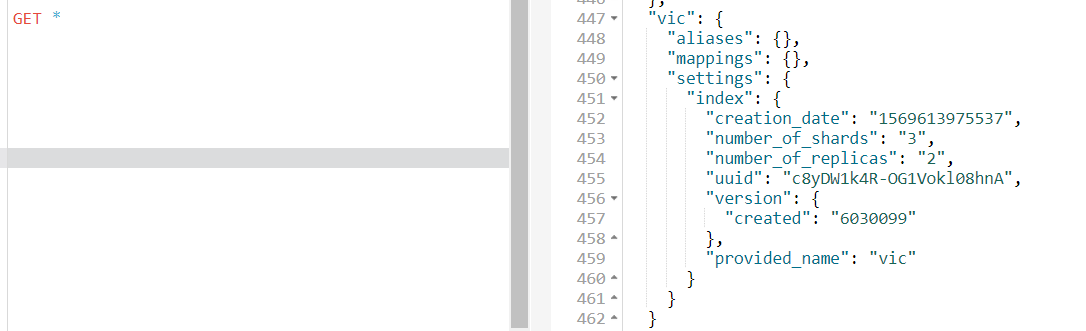 GET *
446 },
447 "vic": {
448 "aliases": {},
449 "mappings": {},
450 "settings": {
451 "index": {
452 "creation_date": "1569613975537",
453 "number_of_shards": "3",
454 "number_of_replicas": "2",
455 "uuid": "c8yDW1k4R-OG1Vokl08hnA",
456 "version": {
457 "created": "6030099"
458 },
459 "provided_name": "vic"
460 }
461 }
462 }